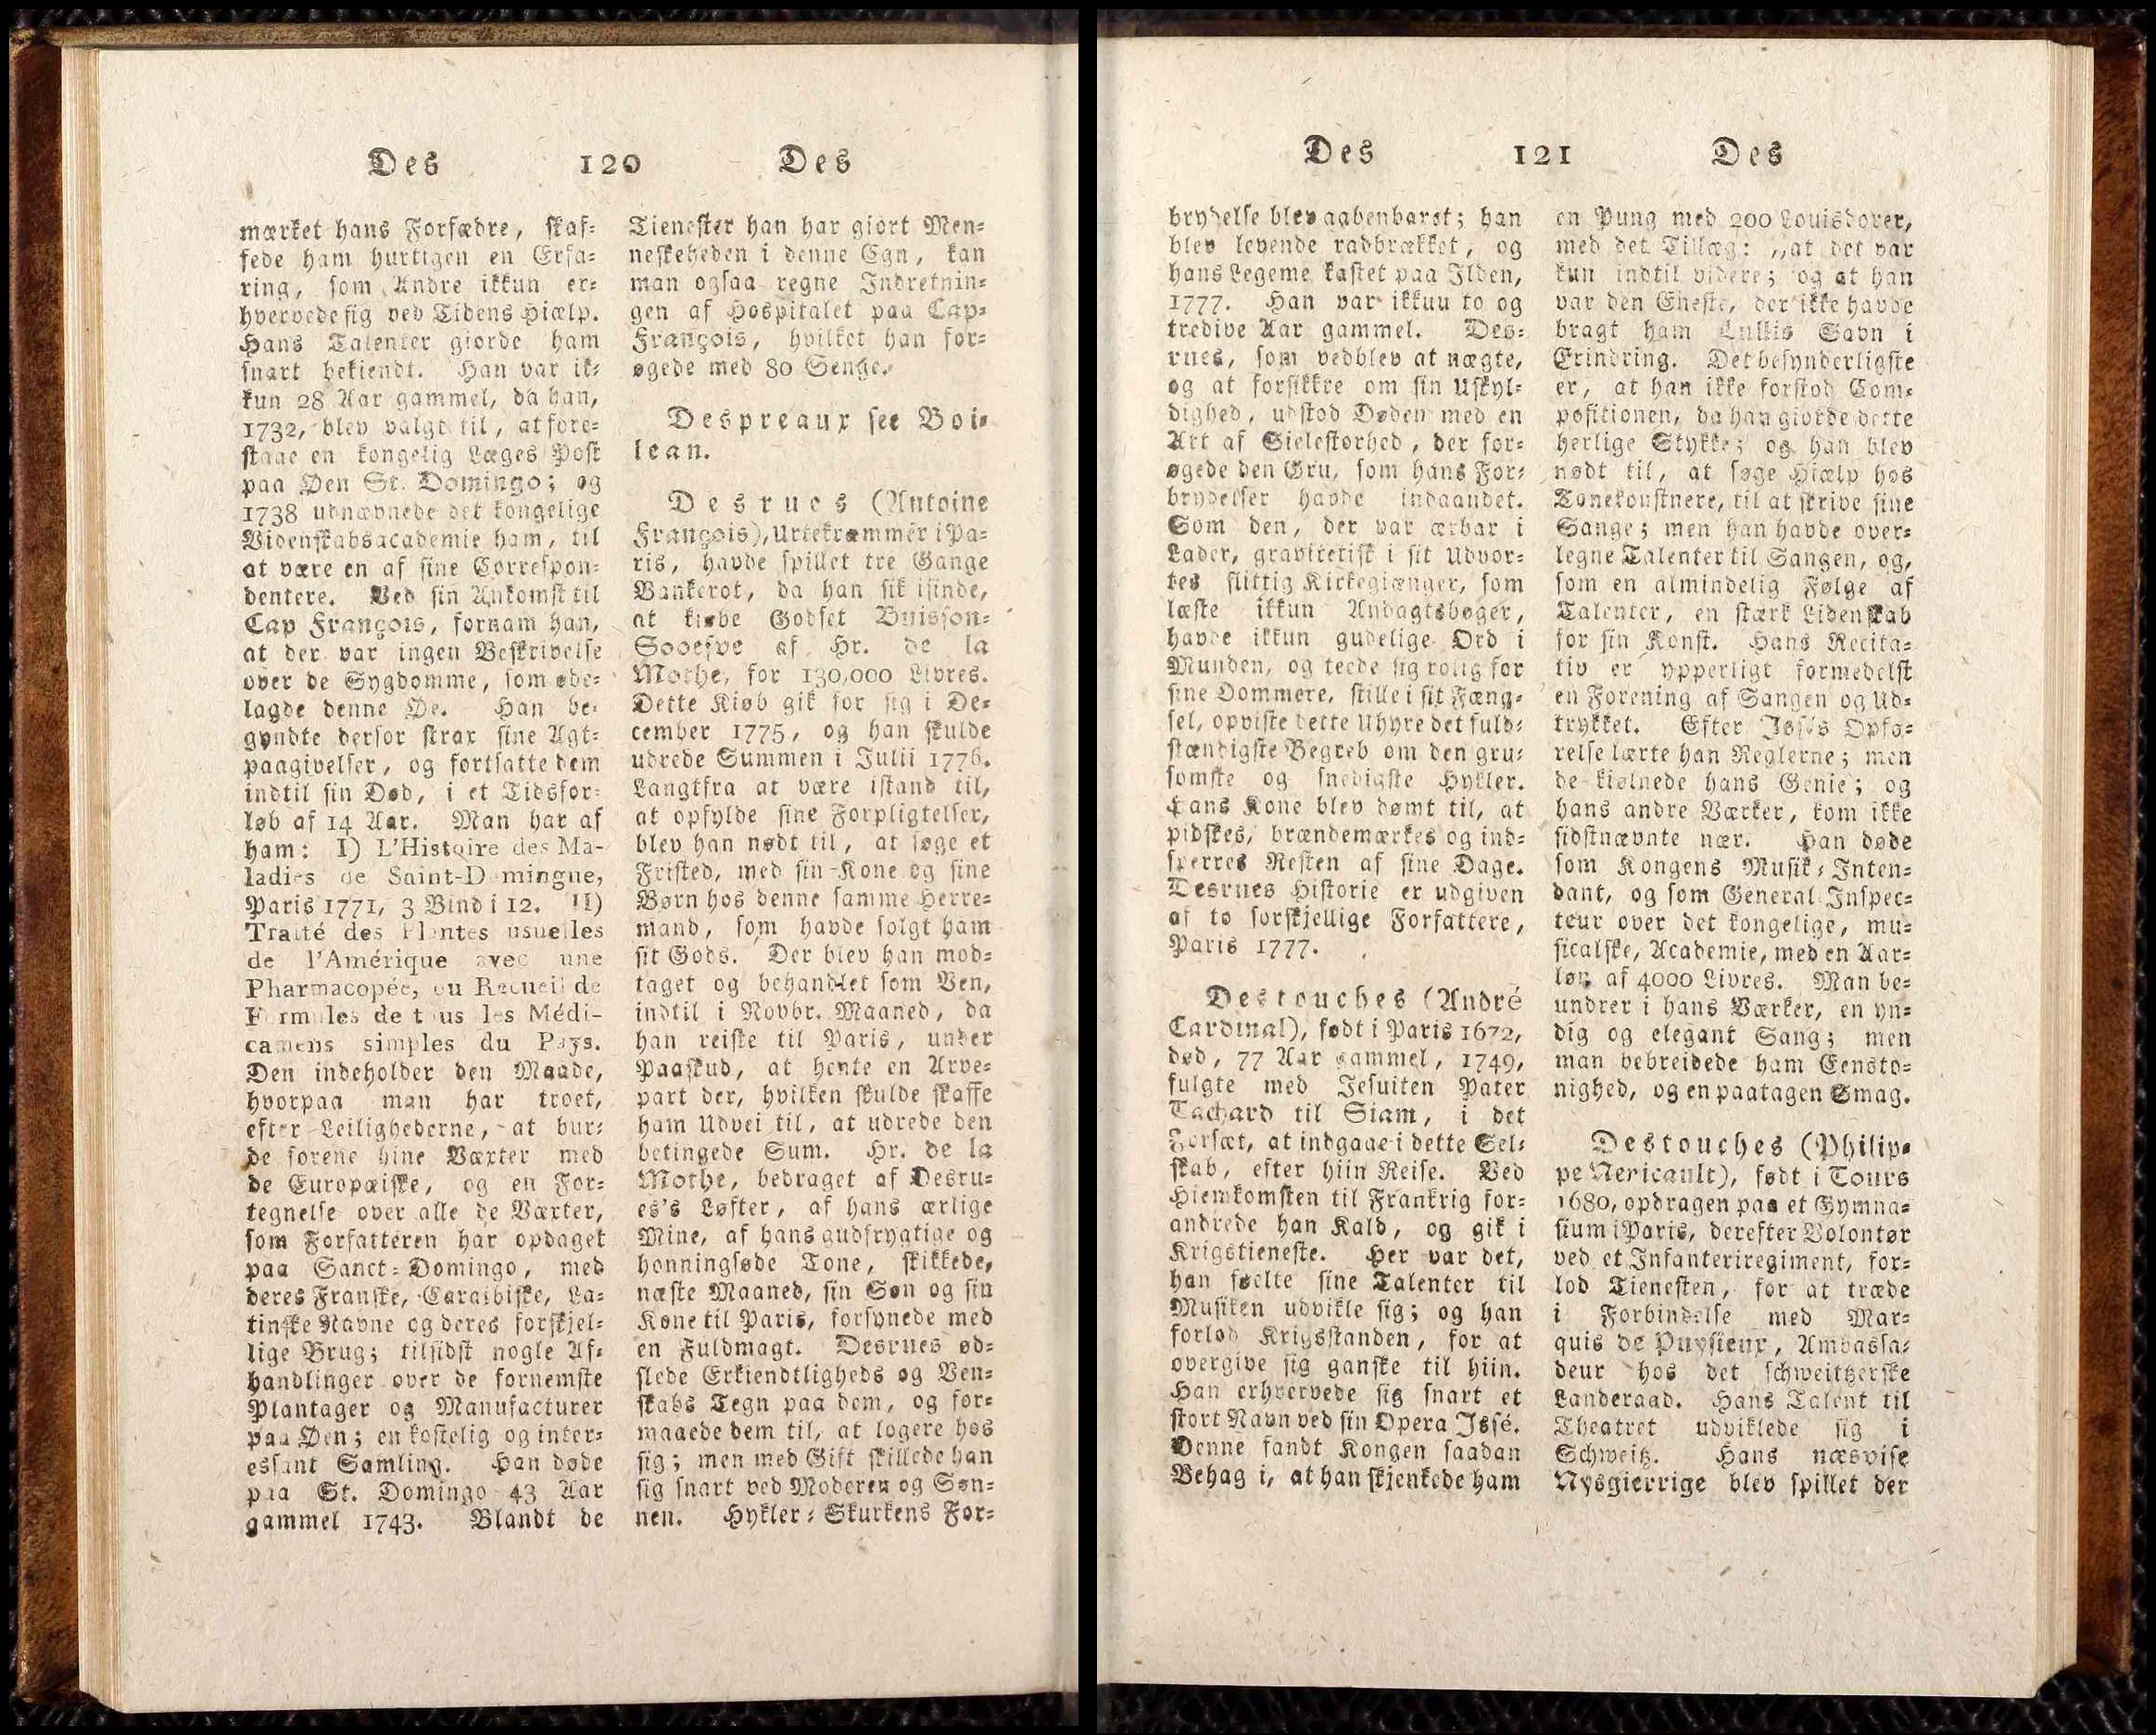 Des 120 Des
mærket hans Forfædre, skaf-
fede ham hurtigen en Erfa-
ring, som Andre ikkun er-
hvervede sig ved Tidens Hiælp.
Hans Talenter giorde ham
snart bekiendt. Han var ik-
kun 28 Aar gammel, da han,
1732, blev valgt til, at fore-
staae en kongelig Læges Post
paa Øen St. Domingo; og
1738 udnævnede det kongelige
Videnskabsacademie ham, til
at være en af sine Correspon-
dentere. Ved sin Ankomst til
Cap François, fornam han,
at der var ingen Beskrivelse
over de Sygdomme, som øde-
lagde denne Øe. Han be-
gyndte derfor strax sine Agt-
paagivelser, og fortsatte dem
indtil sin Død, i et Tidsfor-
løb af 14 Aar. Man har af
ham: I) L'Histoire des Ma-
ladies de Saint-Domingue,
Paris 1771, 3 Bind i 12. II)
Traité des Plantes usuelles
de l'Amérique avec une
Pharmacopée, ou Recueil de
Formules de tous les Médi-
camens simples du Pays.
Den indeholder den Maade,
hvorpaa man har troet,
efter Leilighederne, at bur-
de forene hine Væxter med
de Europæiske, og en For-
tegnelse over alle de Væxter,
som Forfatteren har opdaget
paa Sanct-Domingo, med
deres Franske, Caraibiske, La-
tinske Navne og deres forskjel-
lige Brug; tilsidst nogle Af-
handlinger over de fornemste
Plantager og Manufacturer
paa Øen; en kostelig og inter-
essant Samling. Han døde
paa St. Domingo 43 Aar
gammel 1743. Blandt de
Tienester han har giort Men-
neskeheden i denne Egn, kan
man ogsaa regne Indretnin-
gen af Hospitalet paa Cap-
François, hvilket han for-
øgede med 80 Senge.
Despreaux see Boi-
lean.
Desrues (Antoine
François), Urtekræmmer i Pa-
ris, havde spillet tre Gange
Bankerot, da han fik isinde,
at kiøbe Godset Buisson-
Sooefve af Hr. de la
Mothe, for 130,000 Livres.
Dette Kiøb gik for sig i De-
cember 1775, og han skulde
udrede Summen i Julii 1776.
Langtfra at være istand til,
at opfylde sine Forpligtelser,
blev han nødt til, at søge et
Fristed, med sin Kone og sine
Børn hos denne samme Herre-
mand, som havde solgt ham
sit Gods. Der blev han mod-
taget og behandlet som Ven,
indtil i Novbr. Maaned, da
han reiste til Paris, under
Paaskud, at hente en Arve-
part der, hvilken skulde skaffe
ham Udvei til, at udrede den
betingede Sum. Hr. de la
Mothe, bedraget af Desru-
es's Løfter, af hans ærlige
Mine, af hans gudfrygtige og
honningsøde Tone, skikkede,
næste Maaned, sin Søn og sin
Kone til Paris, forsynede med
en Fuldmagt. Desrues ød-
slede Erkiendtligheds og Ven-
skabs Tegn paa dem, og for-
maaede dem til, at logere hos
sig; men med Gift skillede han
sig snart ved Moderen og Søn-
nen. Hykler-Skurkens For-
Des 121 Des
brydelse blev aabenbaret; han
blev levende radbrækket, og
hans Legeme kastet paa Ilden,
1777. Han var ikkuu to og
tredive Aar gammel. Des-
rues, som vedblev at nægte,
og at forsikkre om sin Uskyl-
dighed, udstod Døden med en
Art af Sielestorhed, der for-
øgede den Gru, som hans For-
brydelser havde indaandet.
Som den, der var ærbar i
Lader, gravitetisk i sit Udvor-
tes flittig Kirkegiænger, som
læste ikkun Andagtsbøger,
havde ikkun gudelige Ord i
Munden, og teede sig rolig for
sine Dommere, stille i sit Fæng-
sel, opviste dette Uhyre det fuld-
stændigste Begreb om den gru-
somste og snedigste Hykler.
Hans Kone blev dømt til, at
pidskes, brændemærkes og ind-
sperres Resten af sine Dage.
Desrues Historie er udgiven
af to forskjellige Forfattere,
Paris 1777.
Destouches (André
Cardinal), født i Paris 1672,
død, 77 Aar gammel, 1749,
fulgte med Jesuiten Pater
Tachard til Siam, i det
Forsæt, at indgaae i dette Sel-
skab, efter hiin Reise. Ved
Hiemkomsten til Frankrig for-
andrede han Kald, og gik i
Krigstieneste. Her var det,
han følte sine Talenter til
Musiken udvikle sig; og han
forlod Krigsstanden, for at
overgive sig ganske til hiin.
Han erhvervede sig snart et
stort Navn ved sin Opera Issé.
Denne fandt Kongen saadan
Behag i, at han skjenkede ham
en Pung med 200 Louisdorer,
med det Tillæg: „at det var
kun indtil videre; og at han
var den Eneste, der ikke havde
bragt ham Lullis Savn i
Erindring. Det besynderligste
er, at han ikke forstod Com-
positionen, da han giorde dette
herlige Stykke; og han blev
nødt til, at søge Hiælp hos
Tonekonstnere, til at skrive sine
Sange; men han havde over-
legne Talenter til Sangen, og,
som en almindelig Følge af
Talenter, en stærk Lidenskab
for sin Konst. Hans Recita-
tiv er ypperligt formedelst
en Forening af Sangen og Ud-
trykket. Efter Issés Opfø-
relse lærte han Reglerne; men
de kiølnede hans Genie; og
hans andre Værker, kom ikke
sidstnævnte nær. Han døde
som Kongens Musik-Inten-
dant, og som General Inspec-
teur over det kongelige, mu-
sicalske, Academie, med en Aar-
løn af 4000 Livres. Man be-
undrer i hans Værker, en yn-
dig og elegant Sang; men
man bebreidede ham Eensto-
nighed, og en paatagen Smag.
Destouches (Philip-
pe Nericault), født i Tours
1680, opdragen paa et Gymna-
sium i Paris, derefter Volontør
ved et Infanteriregiment, for-
lod Tienesten, for at træde
i Forbindelse med Mar-
quis de Puysieux, Ambassa-
deur hos det schweitzerske
Landeraad. Hans Talent til
Theatret udviklede sig i
Schweitz. Hans næsvise
Nysgierrige blev spillet der